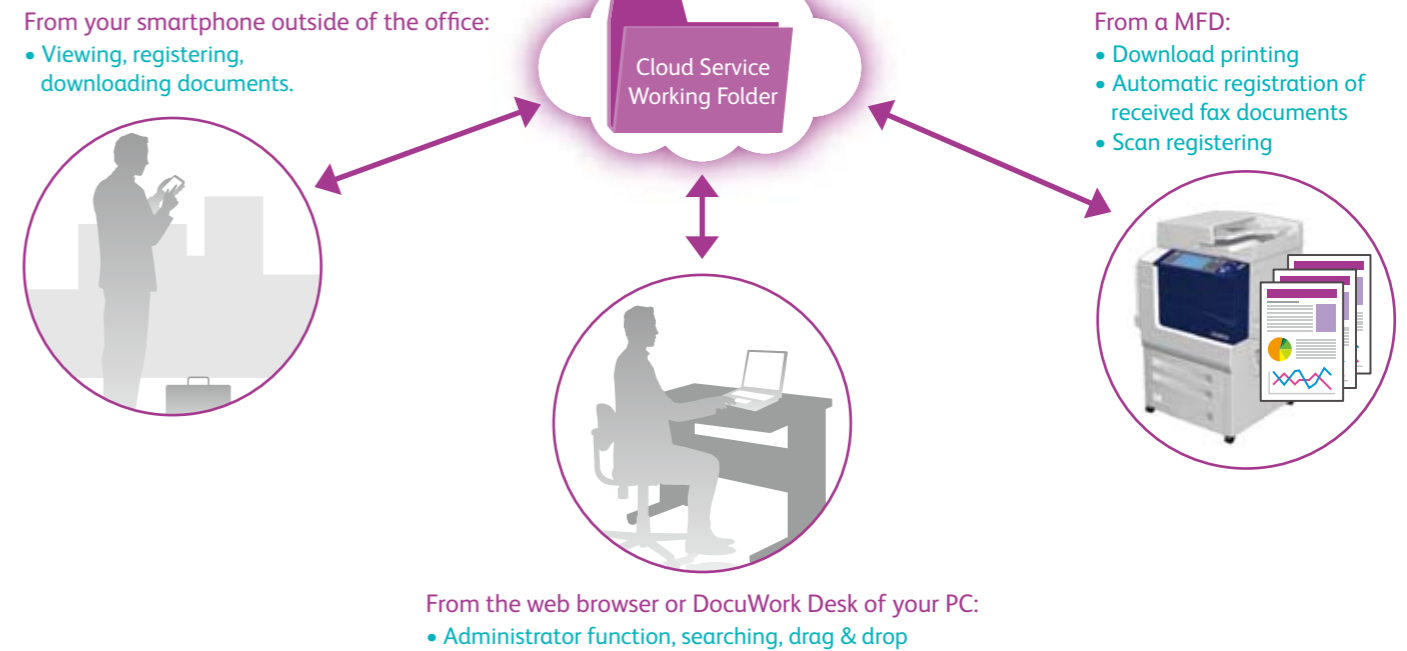 From your smartphone outside of the office:
• Viewing, registering,
downloading documents.
Cloud Service
Working Folder
From a MFD:
• Download printing
• Automatic registration of
received fax documents
• Scan registering
From the web browser or DocuWork Desk of your PC:
• Administrator function, searching, drag & drop